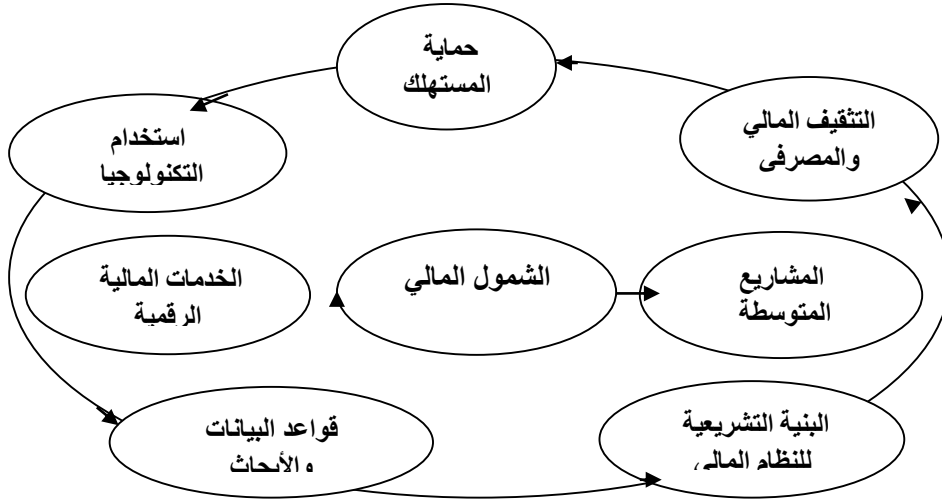 حماية
المستهلك
التثقيف المالي
والمصرفي
استخدام
التكنولوجيا
المشاريع
المتوسطة
الشمول المالي
الخدمات المالية
الرقمية
البنية التشريعية
للنظام المالي
قواعد البيانات
والأبحاث